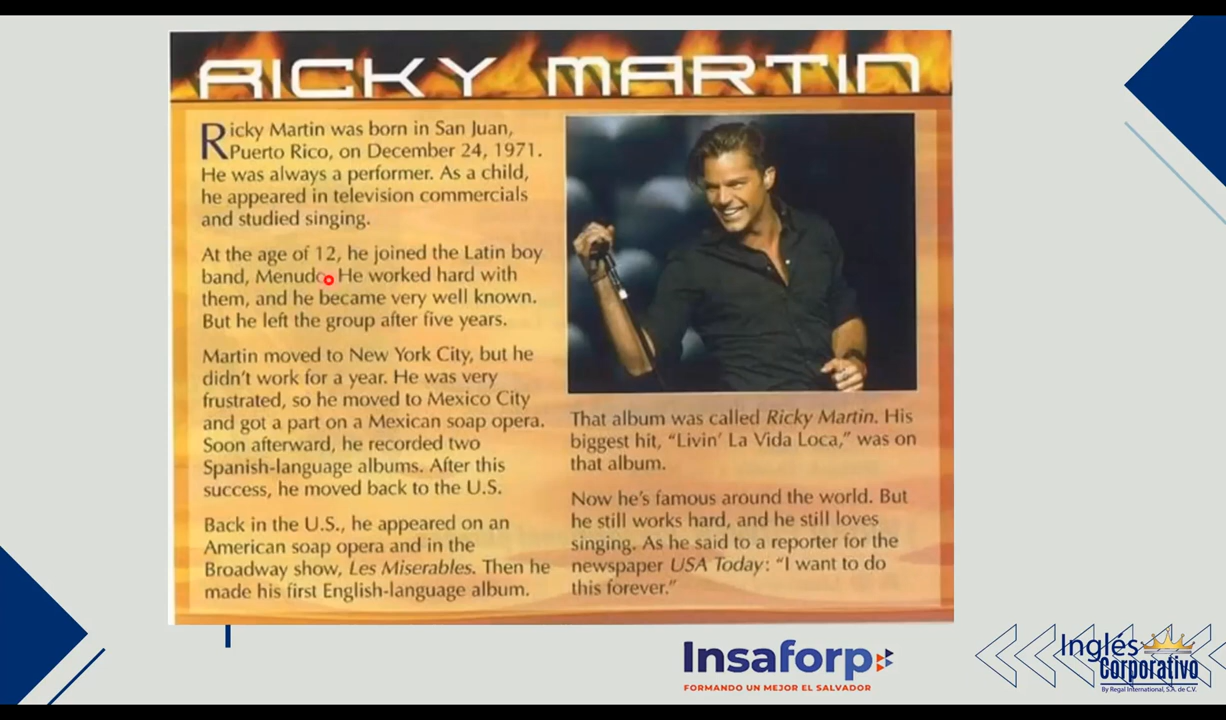 RICKY MARTIN
Ricky Martin was born in San Juan,
Puerto Rico, on December 24, 1971.
He was always a performer. As a child,
he appeared in television commercials
and studied singing.
At the age of 12, he joined the Latin boy
band, Menudo. He worked hard with
them, and he became very well known.
But he left the group after five years.
Martin moved to New York City, but he
didn't work for a year. He was very
frustrated, so he moved to Mexico City
and got a part on a Mexican soap opera.
Soon afterward, he recorded two
Spanish-language albums. After this
success, he moved back to the U.S.
Back in the U.S., he appeared on an
American soap opera and in the
Broadway show, Les Miserables. Then he
made his first English-language album.
That album was called Ricky Martin. His
biggest hit, “Livin’ La Vida Loca,” was on
that album.
Now he's famous around the world. But
he still works hard, and he still loves
singing. As he said to a reporter for the
newspaper USA Today: “I want to do
this forever.”
Insaforp
FORMANDO UN MEJOR EL SALVADOR
Inglés
Corporativo
By Regal International, S.A. de C.V.